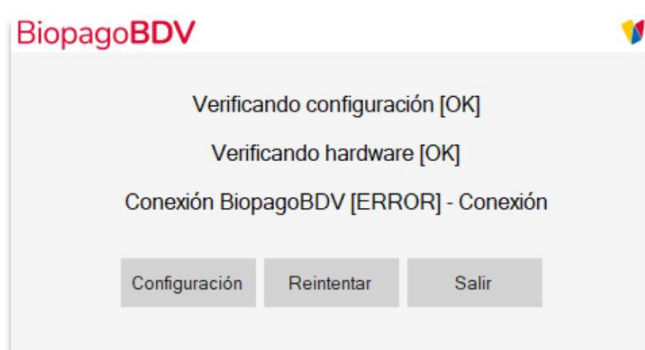 BiopagoBDV
Verificando configuración [OK]
Verificando hardware [OK]
Conexión BiopagoBDV [ERROR] - Conexión
Configuración Reintentar Salir